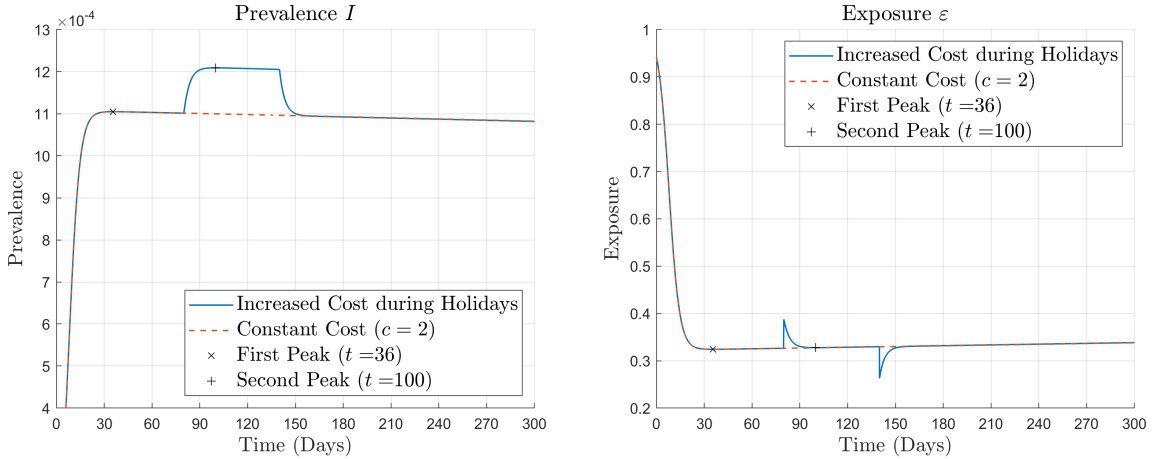 Prevalence I
×10⁻⁴
13
12
11
10
9
8
7
6
5
4
Prevalence
Increased Cost during Holidays
Constant Cost (c = 2)
First Peak (t =36)
Second Peak (t =100)
0 30 60 90 120 150 180 210 240 270 300
Time (Days)
Exposure ε
1
0.9
0.8
0.7
0.6
0.5
0.4
0.3
0.2
Exposure
Increased Cost during Holidays
Constant Cost (c = 2)
First Peak (t =36)
Second Peak (t =100)
0 30 60 90 120 150 180 210 240 270 300
Time (Days)